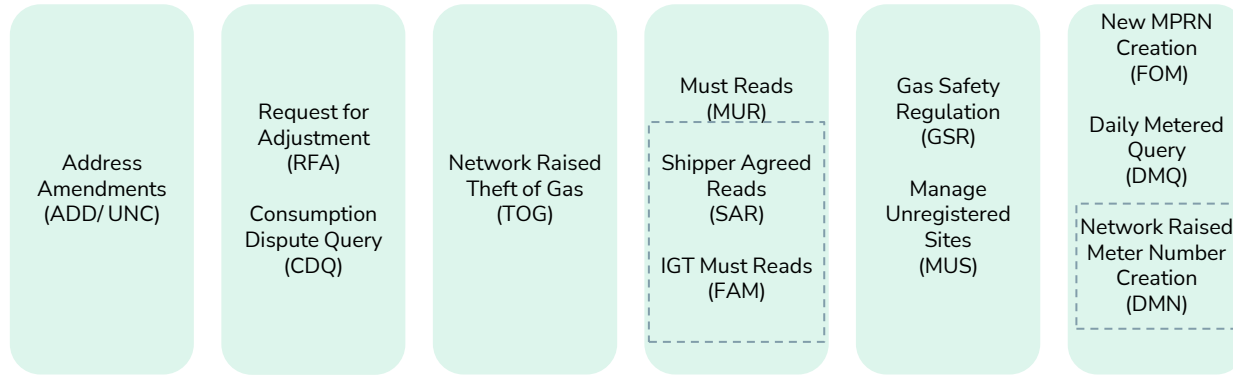 Address
Amendments
(ADD/ UNC)
Request for
Adjustment
(RFA)
Consumption
Dispute Query
(CDQ)
Network Raised
Theft of Gas
(TOG)
Must Reads
(MUR)
Shipper Agreed
Reads
(SAR)
IGT Must Reads
(FAM)
Gas Safety
Regulation
(GSR)
Manage
Unregistered
Sites
(MUS)
New MPRN
Creation
(FOM)
Daily Metered
Query
(DMQ)
Network Raised
Meter Number
Creation
(DMN)